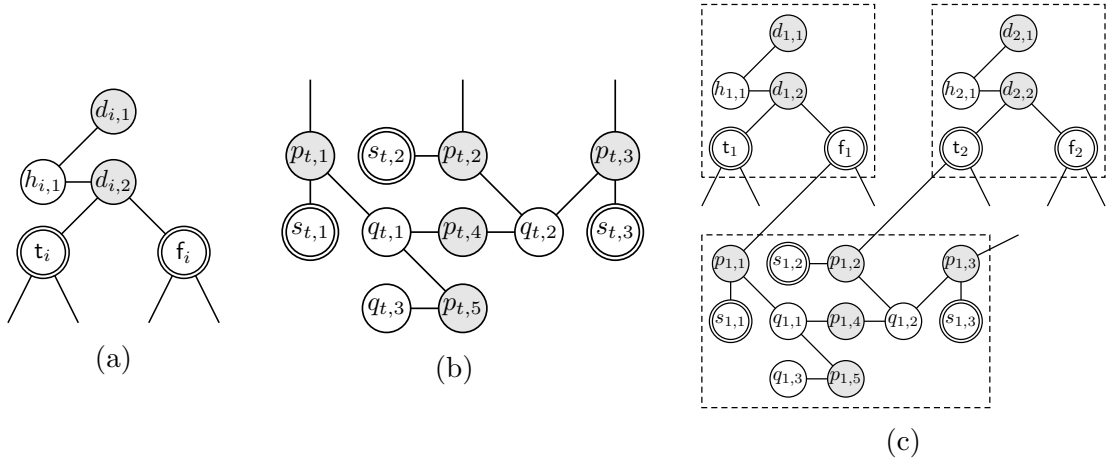 d_{i,1}
h_{i,1} d_{i,2}
t_i f_i
(a)
p_{t,1} s_{t,2} p_{t,2} p_{t,3}
s_{t,1} q_{t,1} p_{t,4} q_{t,2} s_{t,3}
q_{t,3} p_{t,5}
(b)
d_{1,1} d_{2,1}
h_{1,1} d_{1,2} h_{2,1} d_{2,2}
t_1 f_1 t_2 f_2
p_{1,1} s_{1,2} p_{1,2} p_{1,3}
s_{1,1} q_{1,1} p_{1,4} q_{1,2} s_{1,3}
q_{1,3} p_{1,5}
(c)